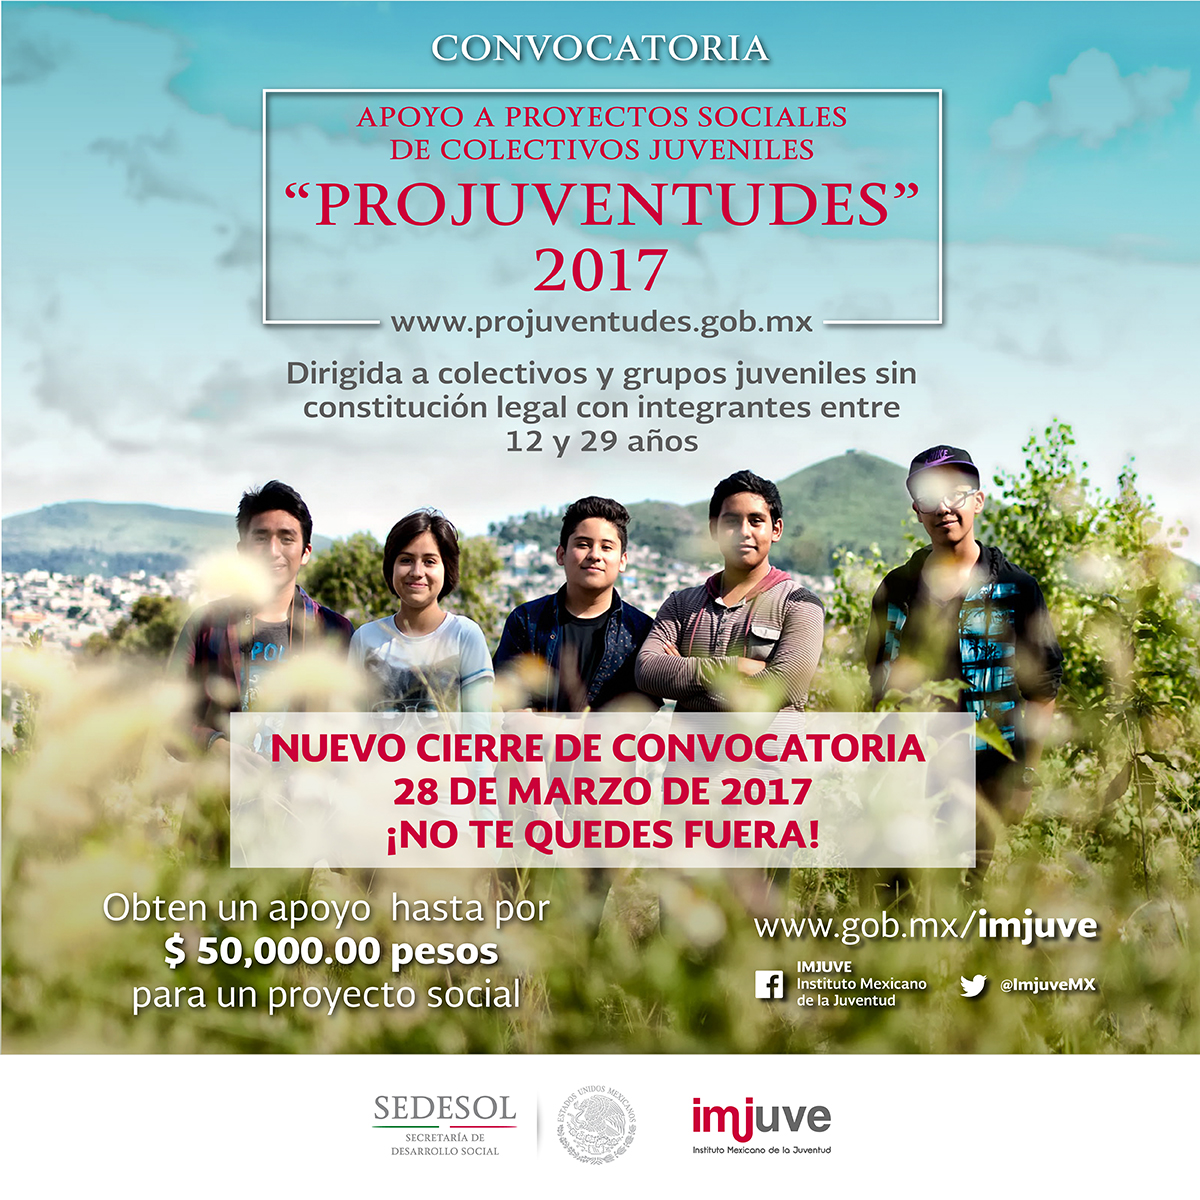 CONVOCATORIA
APOYO A PROYECTOS SOCIALES
DE COLECTIVOS JUVENILES
“PROJUVENTUDES”
2017
www.projuventudes.gob.mx
Dirigida a colectivos y grupos juveniles sin
constitución legal con integrantes entre
12 y 29 años
NUEVO CIERRE DE CONVOCATORIA
28 DE MARZO DE 2017
¡NO TE QUEDES FUERA!
Obten un apoyo hasta por
$ 50,000.00 pesos
para un proyecto social
www.gob.mx/imjuve
IMJUVE
Instituto Mexicano
de la Juventud
@ImjuveMX
SEDESOL
SECRETARÍA DE
DESARROLLO SOCIAL
ESTADOS UNIDOS MEXICANOS
imjuve
Instituto Mexicano de la Juventud